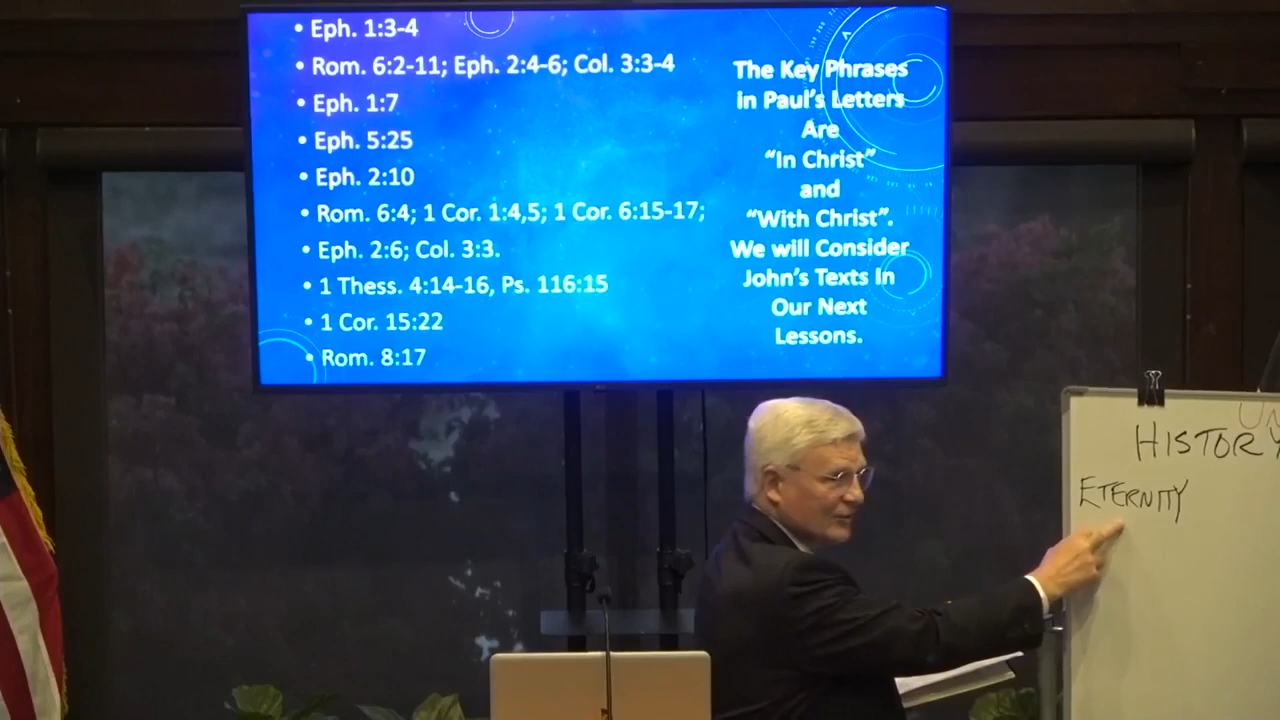 • Eph. 1:3-4
• Rom. 6:2-11; Eph. 2:4-6; Col. 3:3-4
• Eph. 1:7
• Eph. 5:25
• Eph. 2:10
• Rom. 6:4; 1 Cor. 1:4,5; 1 Cor. 6:15-17;
• Eph. 2:6; Col. 3:3.
• 1 Thess. 4:14-16, Ps. 116:15
• 1 Cor. 15:22
• Rom. 8:17
The Key Phrases
in Paul's Letters
Are
“In Christ”
and
“With Christ”.
We will Consider
John's Texts In
Our Next
Lessons.
HISTORY
ETERNITY